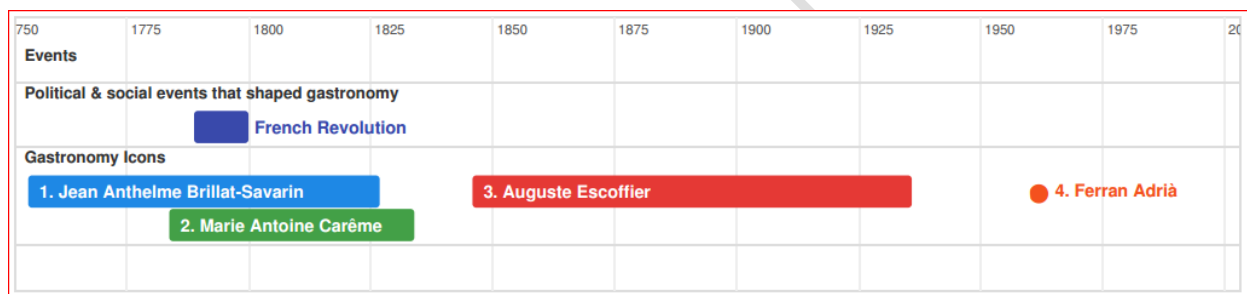 750 1775 1800 1825 1850 1875 1900 1925 1950 1975 20
Events
Political & social events that shaped gastronomy
French Revolution
Gastronomy Icons
1. Jean Anthelme Brillat-Savarin
3. Auguste Escoffier
4. Ferran Adrià
2. Marie Antoine Carême